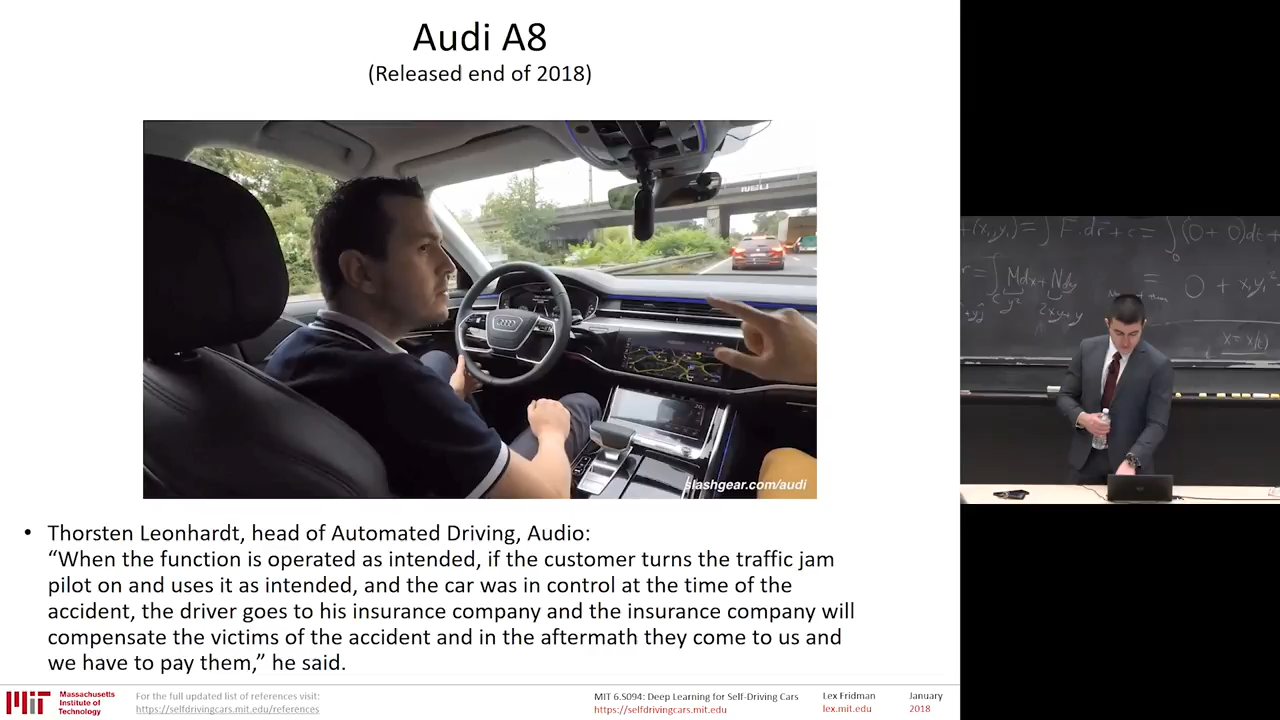 Audi A8
(Released end of 2018)
slashgear.com/audi
• Thorsten Leonhardt, head of Automated Driving, Audio:
“When the function is operated as intended, if the customer turns the traffic jam
pilot on and uses it as intended, and the car was in control at the time of the
accident, the driver goes to his insurance company and the insurance company will
compensate the victims of the accident and in the aftermath they come to us and
we have to pay them,” he said.
MIT Massachusetts
Institute of
Technology
For the full updated list of references visit:
https://selfdrivingcars.mit.edu/references
MIT 6.S094: Deep Learning for Self-Driving Cars
https://selfdrivingcars.mit.edu
Lex Fridman
lex.mit.edu
January
2018